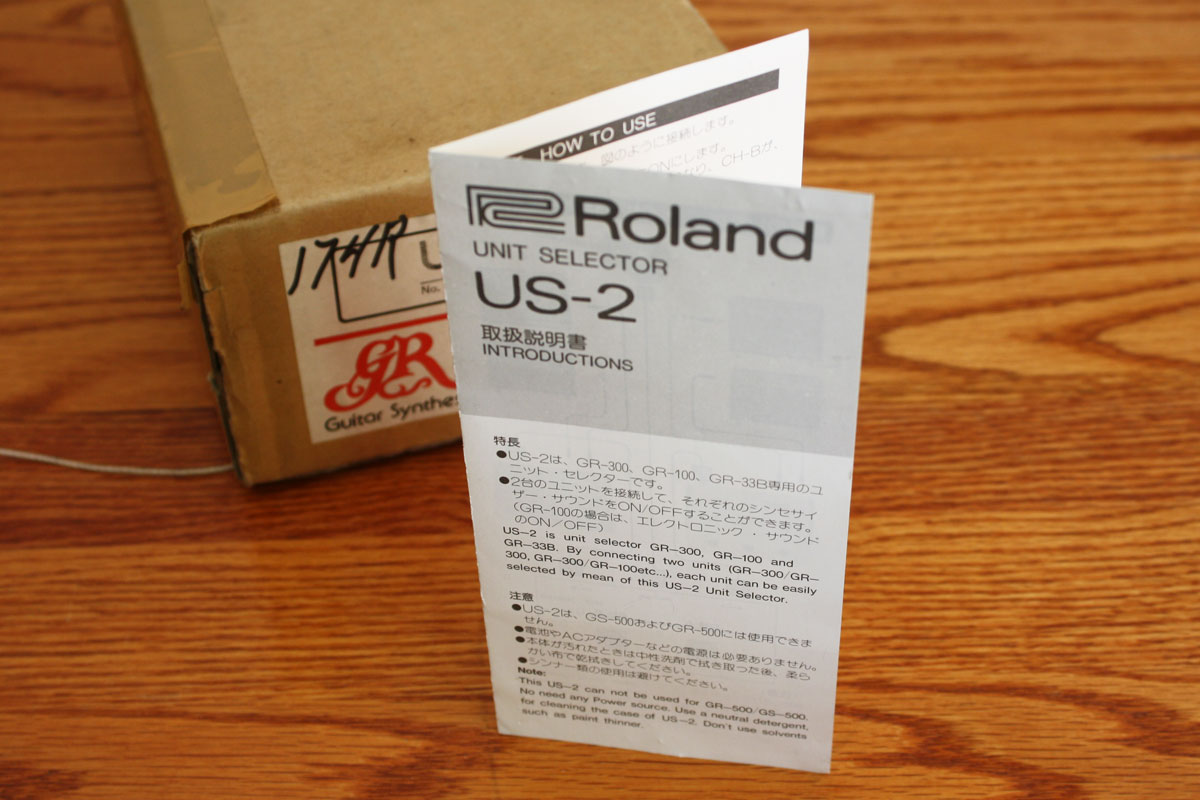 HOW TO USE
図のように接続します。
ONにします。
CH-Bが、
174R
U
No.
GR
Guitar Synthes
Roland
UNIT SELECTOR
US-2
取扱説明書
INTRODUCTIONS
特長
●US-2は、GR-300、GR-100、GR-33B専用のユ
ニット・セレクターです。
●2台のユニットを接続して、それぞれのシンセサイ
ザー・サウンドをON/OFFすることができます。
(GR-100の場合は、エレクトロニック・サウンド
のON/OFF)
US-2 is unit selector GR-300, GR-100 and
GR-33B. By connecting two units (GR-300/GR-
300, GR-300/GR-100etc...), each unit can be easily
selected by mean of this US-2 Unit Selector.
注意
●US-2は、GS-500およびGR-500には使用できま
せん。
●電池やACアダプターなどの電源は必要ありません。
●本体が汚れたときは中性洗剤で拭き取った後、柔ら
かい布で乾拭きしてください。
●シンナー類の使用は避けてください。
Note:
This US-2 can not be used for GR-500/GS-500.
No need any Power source. Use a neutral detergent,
for cleaning the case of US-2. Don't use solvents
such as paint thinner.